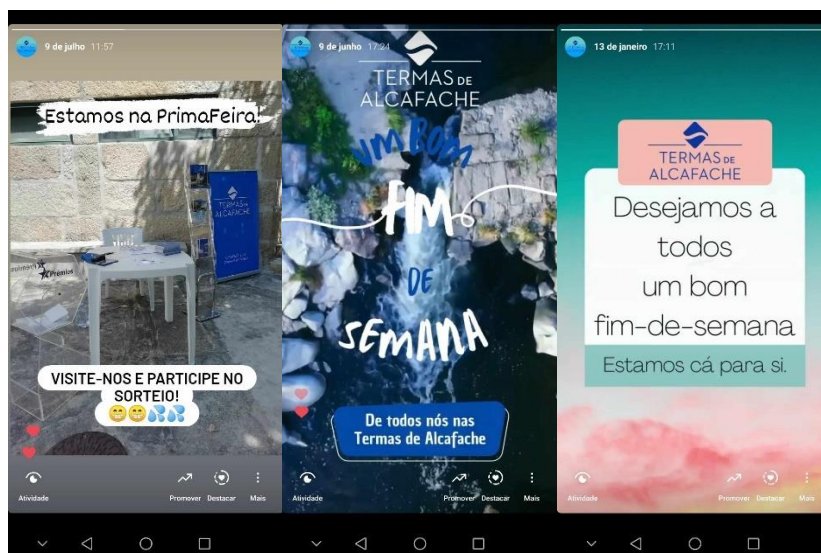 9 de julho 11:57
Estamos na PrimaFeira!
TERMAS DE
ALCAFACHE
Prémios
VISITE-NOS E PARTICIPE NO
SORTEIO!
Atividade
Promover
Destacar
Mais
9 de junho 17:24
TERMAS DE
ALCAFACHE
UM BOM
FIM
DE
SEMANA
De todos nós nas
Termas de Alcafache
Atividade
Promover
Destacar
Mais
13 de janeiro 17:11
TERMAS DE
ALCAFACHE
Desejamos a
todos
um bom
fim-de-semana
Estamos cá para si.
Atividade
Promover
Destacar
Mais